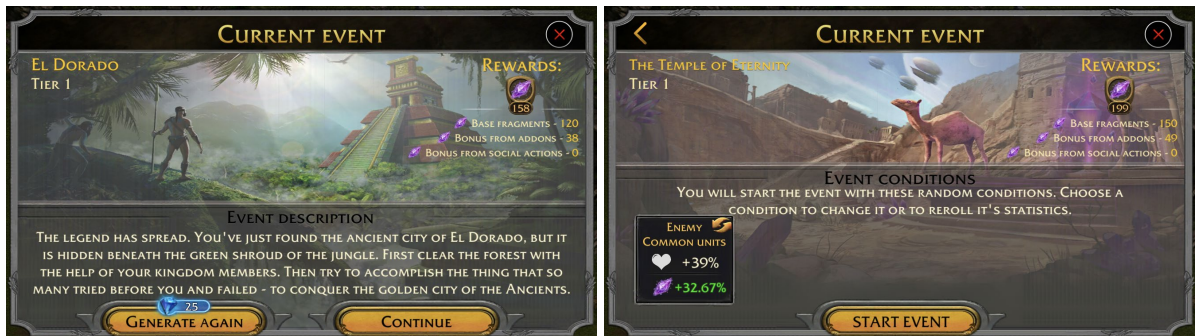 CURRENT EVENT
EL DORADO
TIER 1
REWARDS:
158
BASE FRAGMENTS - 120
BONUS FROM ADDONS - 38
BONUS FROM SOCIAL ACTIONS - 0
EVENT DESCRIPTION
THE LEGEND HAS SPREAD. YOU'VE JUST FOUND THE ANCIENT CITY OF EL DORADO, BUT IT
IS HIDDEN BENEATH THE GREEN SHROUD OF THE JUNGLE. FIRST CLEAR THE FOREST WITH
THE HELP OF YOUR KINGDOM MEMBERS. THEN TRY TO ACCOMPLISH THE THING THAT SO
MANY TRIED BEFORE YOU AND FAILED - TO CONQUER THE GOLDEN CITY OF THE ANCIENTS.
25
GENERATE AGAIN
CONTINUE
CURRENT EVENT
THE TEMPLE OF ETERNITY
TIER 1
REWARDS:
199
BASE FRAGMENTS - 150
BONUS FROM ADDONS - 49
BONUS FROM SOCIAL ACTIONS - 0
EVENT CONDITIONS
YOU WILL START THE EVENT WITH THESE RANDOM CONDITIONS. CHOOSE A
CONDITION TO CHANGE IT OR TO REROLL IT'S STATISTICS.
ENEMY
COMMON UNITS
+39%
+32.67%
START EVENT